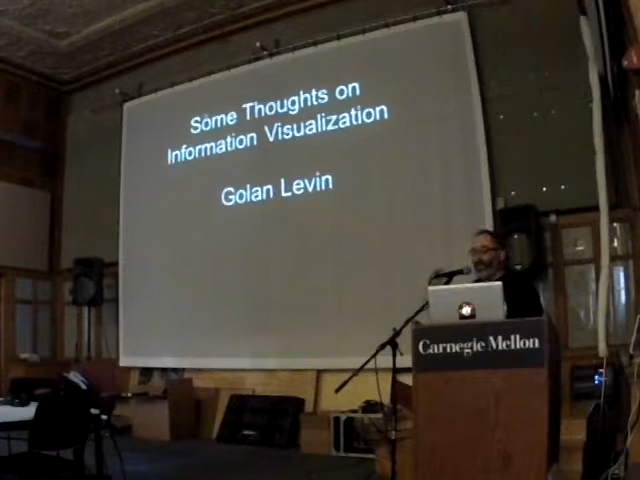 Some Thoughts on
Information Visualization
Golan Levin
Carnegie Mellon